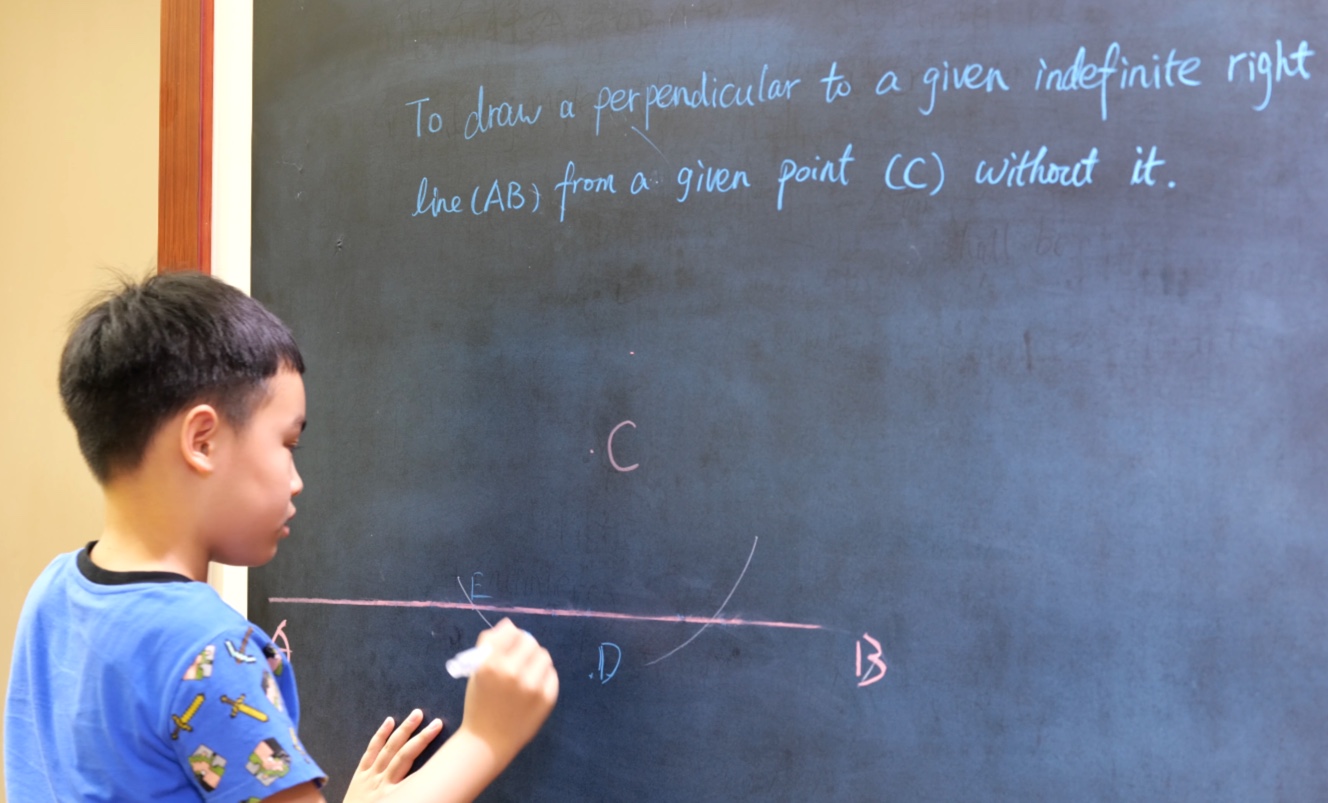 To draw a perpendicular to a given indefinite right
line (AB) from a given point (C) without it.
C
E
A
D
B